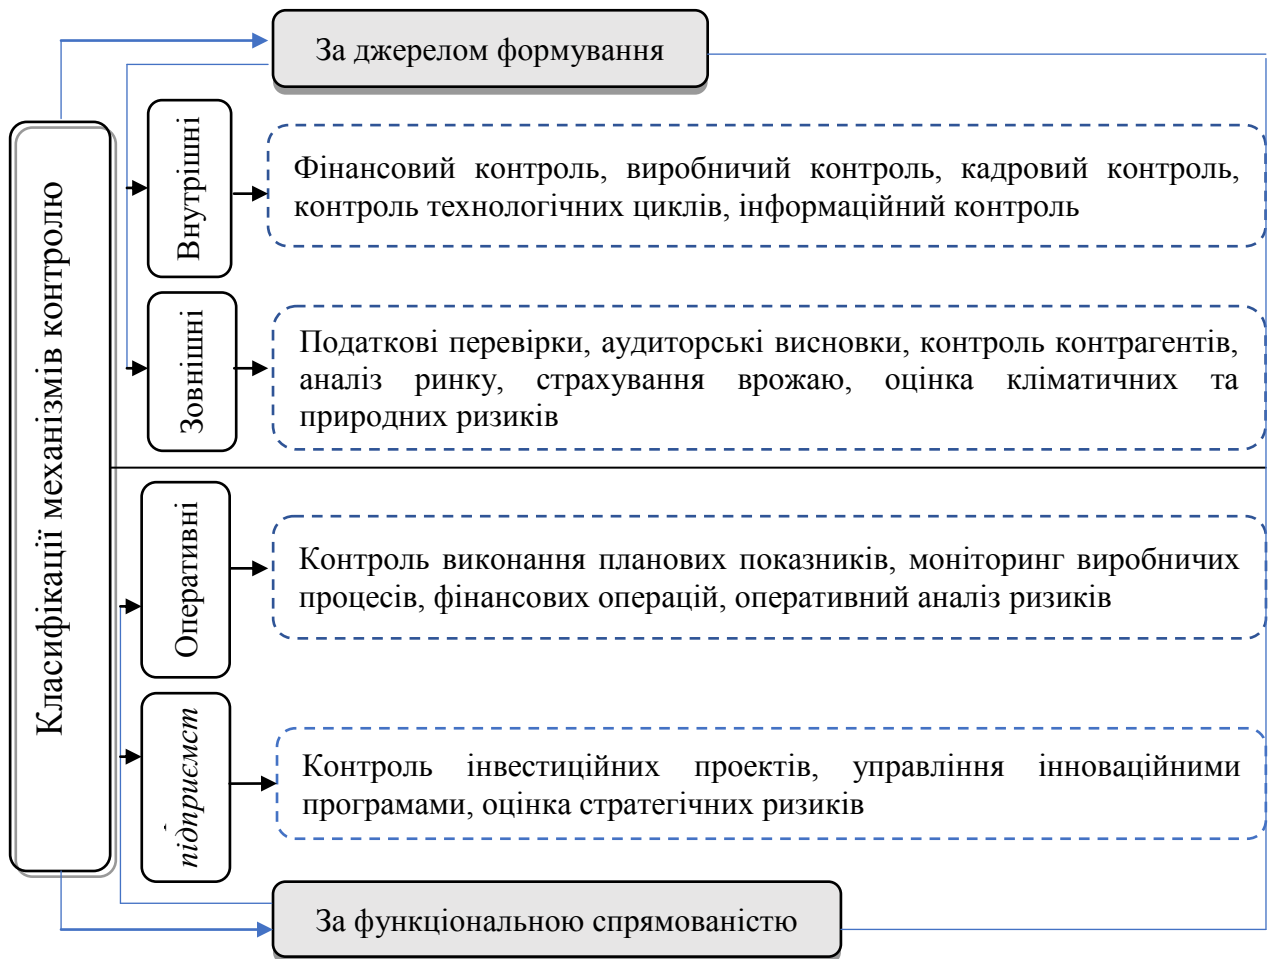 За джерелом формування
Класифікації механізмів контролю
Внутрішні
Фінансовий контроль, виробничий контроль, кадровий контроль,
контроль технологічних циклів, інформаційний контроль
Зовнішні
Податкові перевірки, аудиторські висновки, контроль контрагентів,
аналіз ринку, страхування врожаю, оцінка кліматичних та
природних ризиків
Оперативні
Контроль виконання планових показників, моніторинг виробничих
процесів, фінансових операцій, оперативний аналіз ризиків
підприємст
Контроль інвестиційних проектів, управління інноваційними
програмами, оцінка стратегічних ризиків
За функціональною спрямованістю